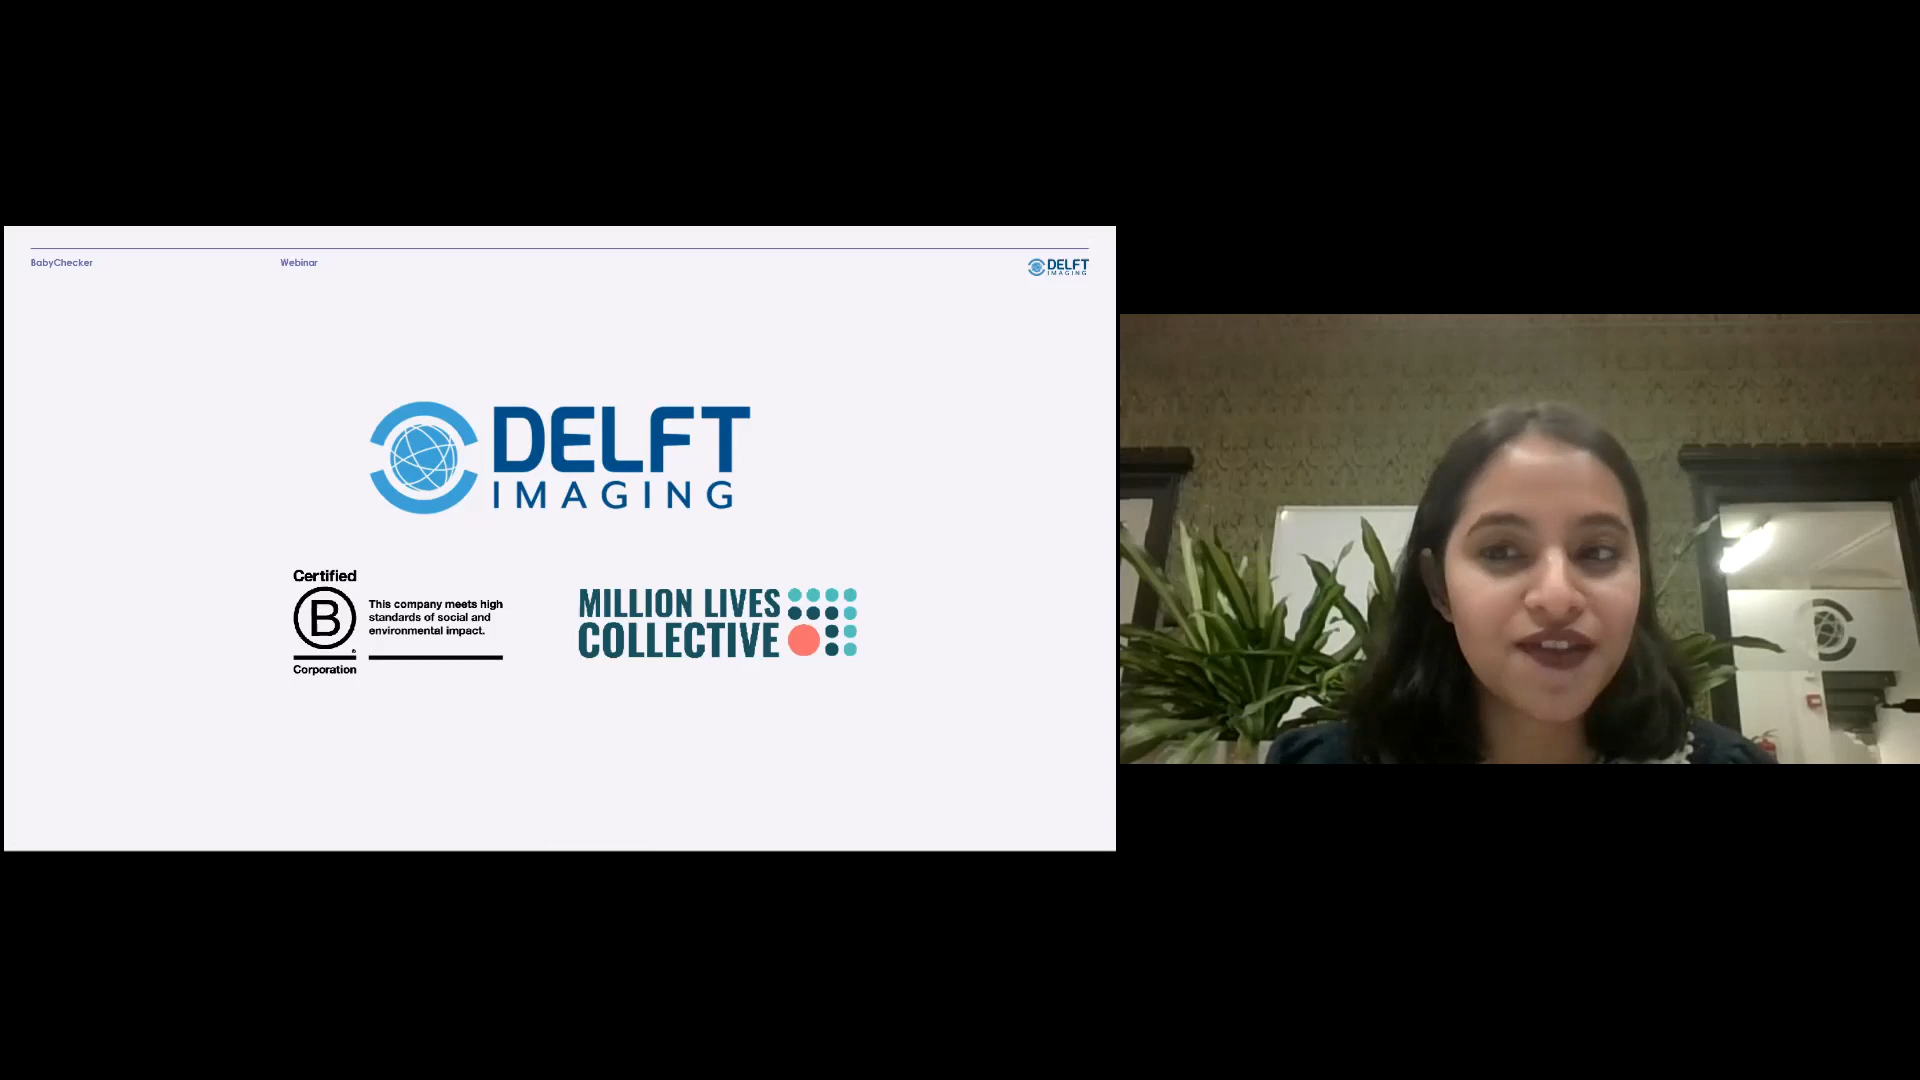 BabyChecker
Webinar
DELFT
IMAGING
DELFT
IMAGING
Certified
B
®
Corporation
This company meets high
standards of social and
environmental impact.
MILLION LIVES
COLLECTIVE